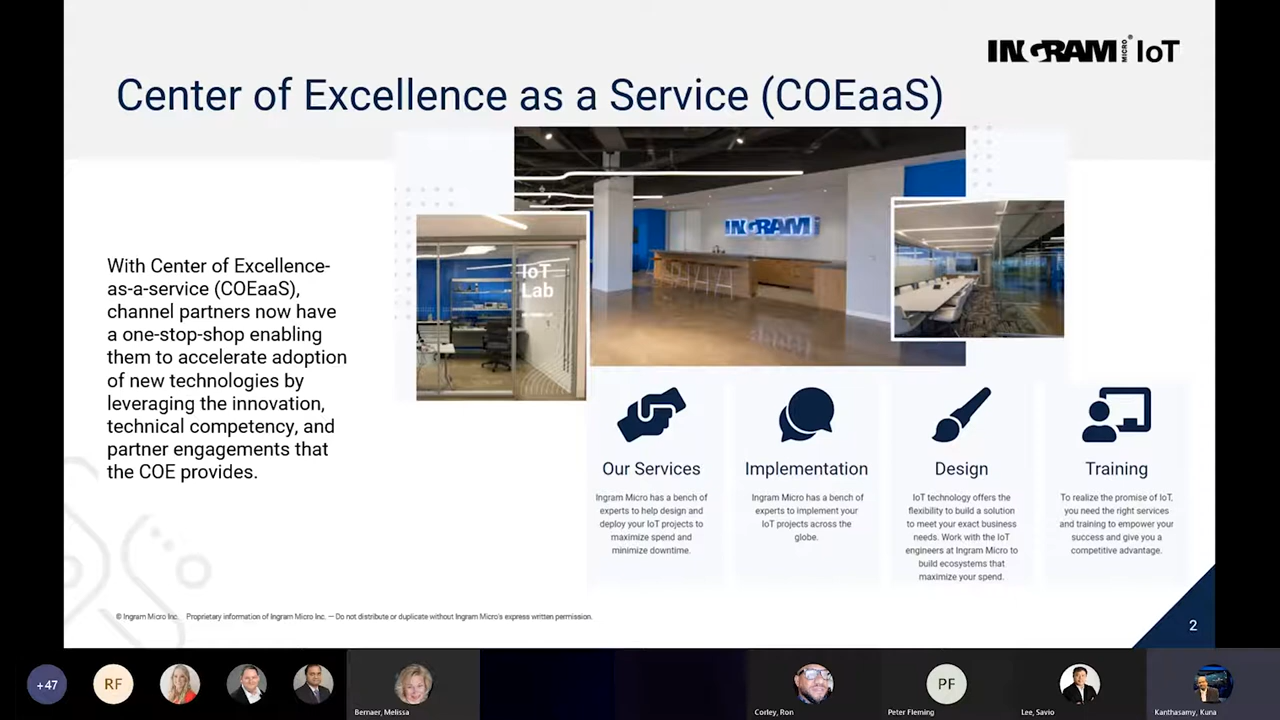 INGRAM MICRO® IoT
Center of Excellence as a Service (COEaaS)
INGRAM
IoT
Lab
With Center of Excellence-
as-a-service (COEaaS),
channel partners now have
a one-stop-shop enabling
them to accelerate adoption
of new technologies by
leveraging the innovation,
technical competency, and
partner engagements that
the COE provides.
Our Services
Ingram Micro has a bench of
experts to help design and
deploy your IoT projects to
maximize spend and
minimize downtime.
Implementation
Ingram Micro has a bench of
experts to implement your
IoT projects across the
globe.
Design
IoT technology offers the
flexibility to build a solution
to meet your exact business
needs. Work with the IoT
engineers at Ingram Micro to
build ecosystems that
maximize your spend.
Training
To realize the promise of IoT,
you need the right services
and training to empower your
success and give you a
competitive advantage.
© Ingram Micro Inc. Proprietary information of Ingram Micro Inc. — Do not distribute or duplicate without Ingram Micro's express written permission.
2
+47
RF
Bernaer, Melissa
Corley, Ron
PF
Peter Fleming
Lee, Savio
Kanthasamy, Kuna